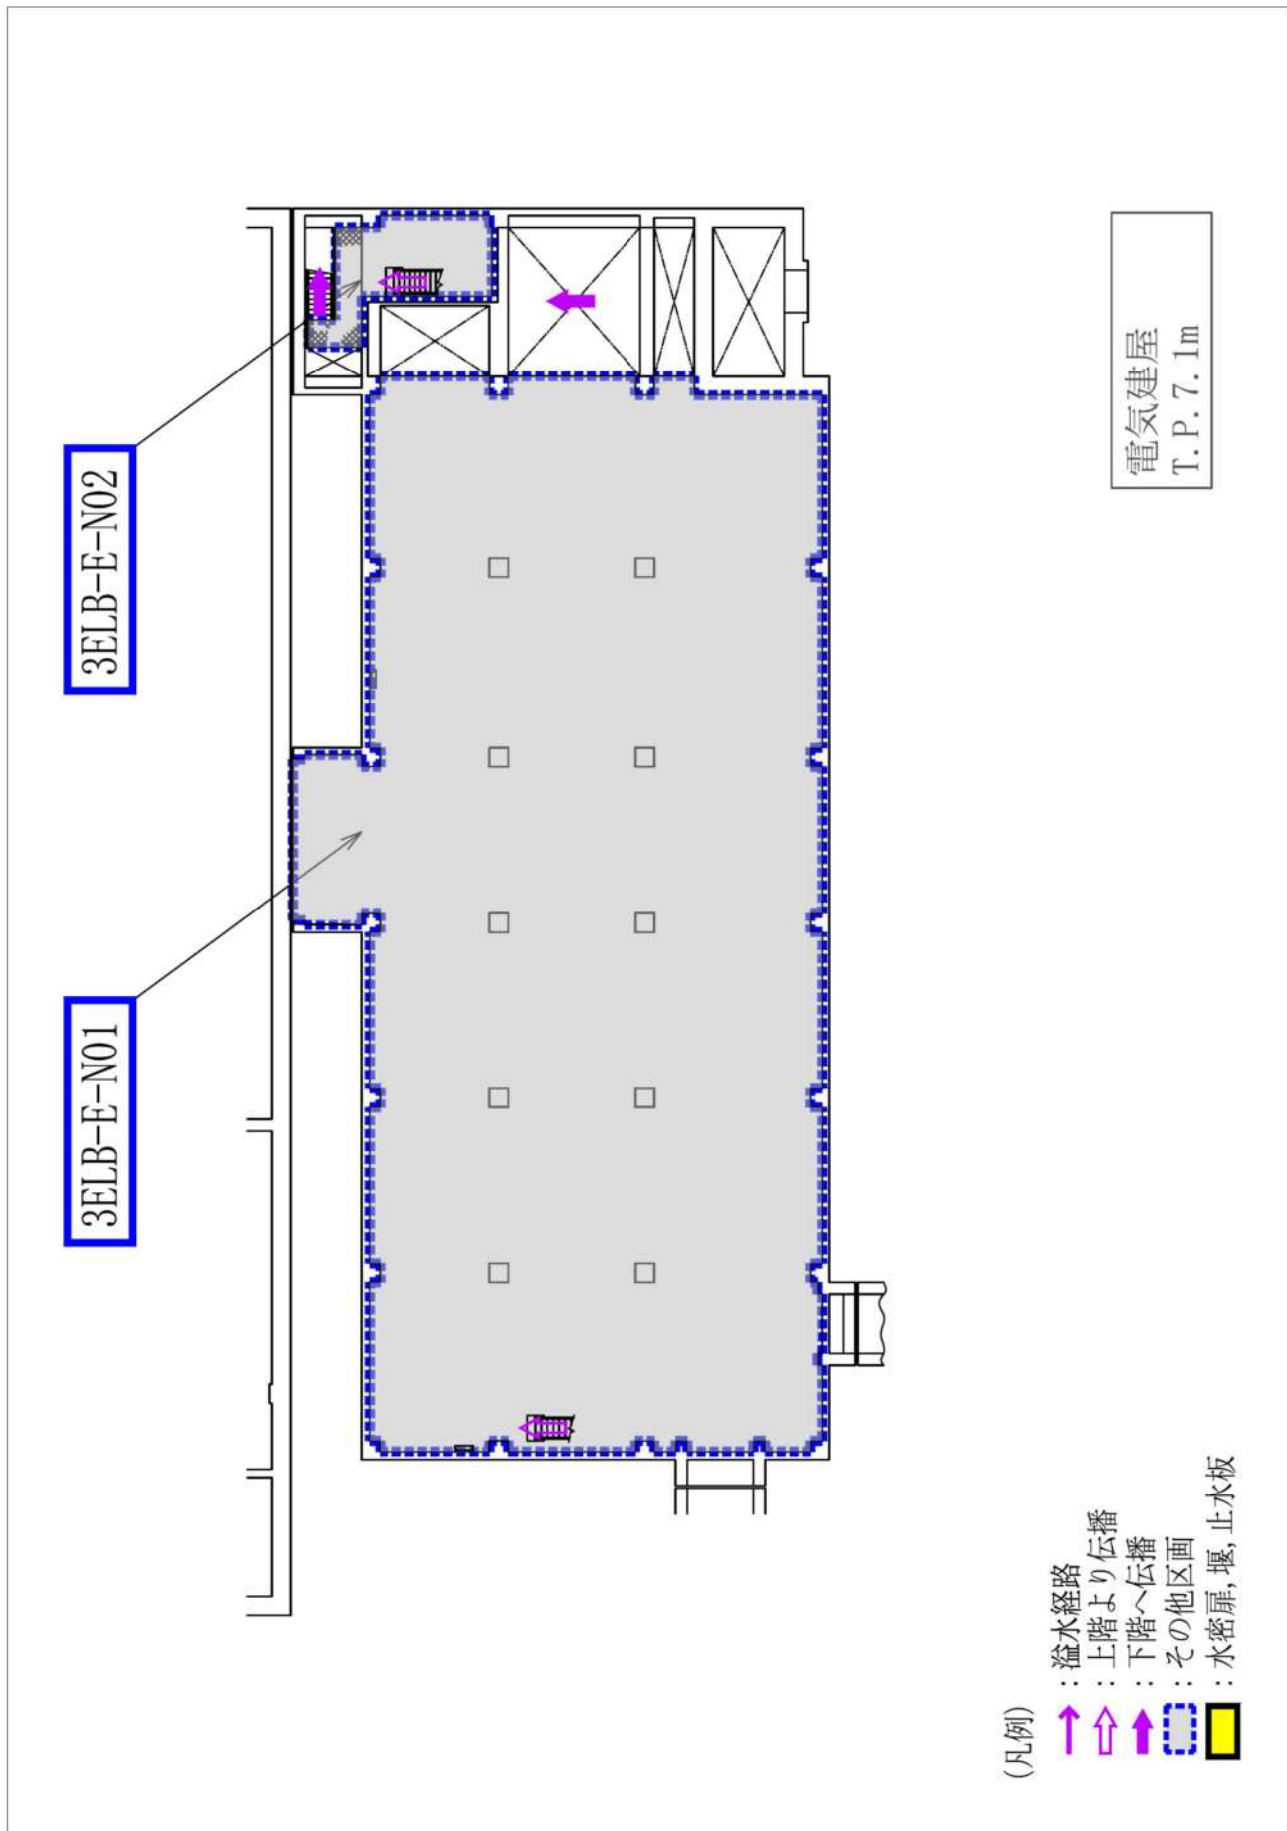 3ELB-E-N01
3ELB-E-N02
電気建屋
T.P.7.1m
(凡例)
：溢水経路
：上階より伝播
：下階へ伝播
：その他区画
：水密扉,堰,止水板